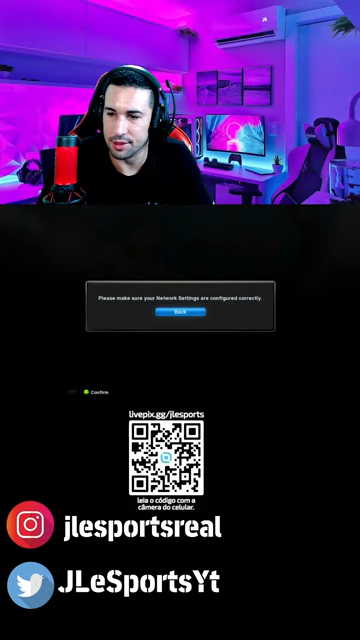 Please make sure your Network Settings are configured correctly.
Back
Confirm
livepix.gg/jlesports
leia o código com a
câmera do celular.
jlesportsreal
JLeSportsYt